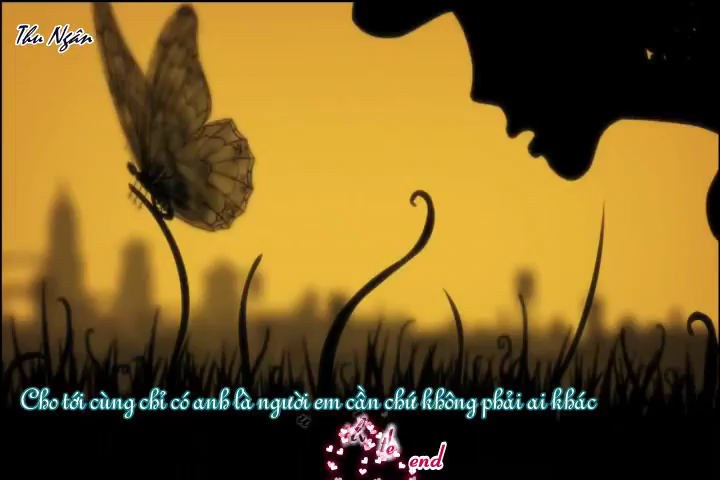 Thu Ngân
Cho tới cùng chỉ có anh là người em cần chứ không phải ai khác
end